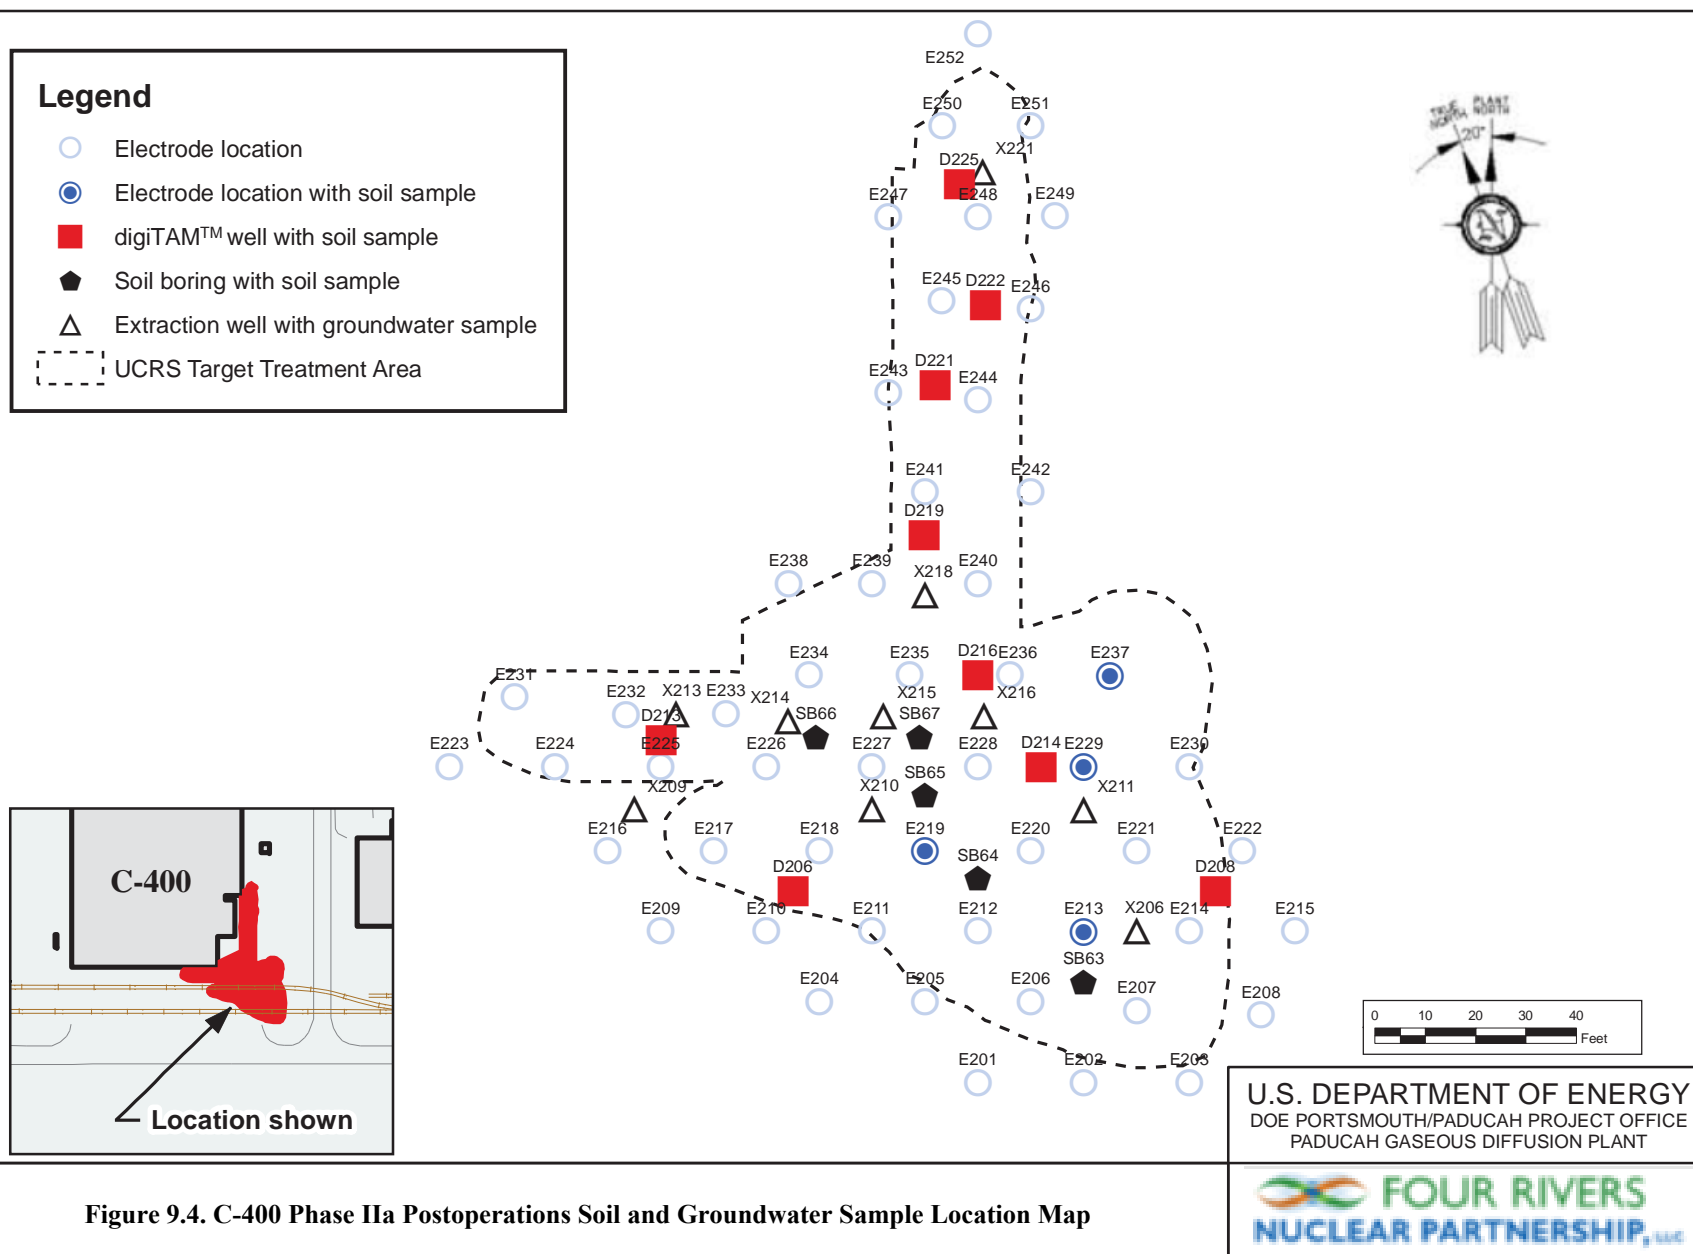 Legend
Electrode location
Electrode location with soil sample
digiTAM™ well with soil sample
Soil boring with soil sample
Extraction well with groundwater sample
UCRS Target Treatment Area
TRUE NORTH
PLANT NORTH
20°
N
E252
E250
E251
X221
D225
E247
E248
E249
E245
D222
E246
D221
E243
E244
E241
E242
D219
E238
E239
E240
X218
E234
E235
D216
E236
E237
E231
E232
X213
E233
X214
X215
X216
D213
SB66
SB67
E223
E224
E225
E226
E227
E228
D214
E229
E230
SB65
X209
X210
X211
E216
E217
E218
E219
E220
E221
E222
SB64
D206
D208
E209
E210
E211
E212
E213
X206
E214
E215
SB63
E204
E205
E206
E207
E208
E201
E202
E203
C-400
Location shown
0 10 20 30 40
Feet
U.S. DEPARTMENT OF ENERGY
DOE PORTSMOUTH/PADUCAH PROJECT OFFICE
PADUCAH GASEOUS DIFFUSION PLANT
FOUR RIVERS
NUCLEAR PARTNERSHIP, LLC
Figure 9.4. C-400 Phase IIa Postoperations Soil and Groundwater Sample Location Map